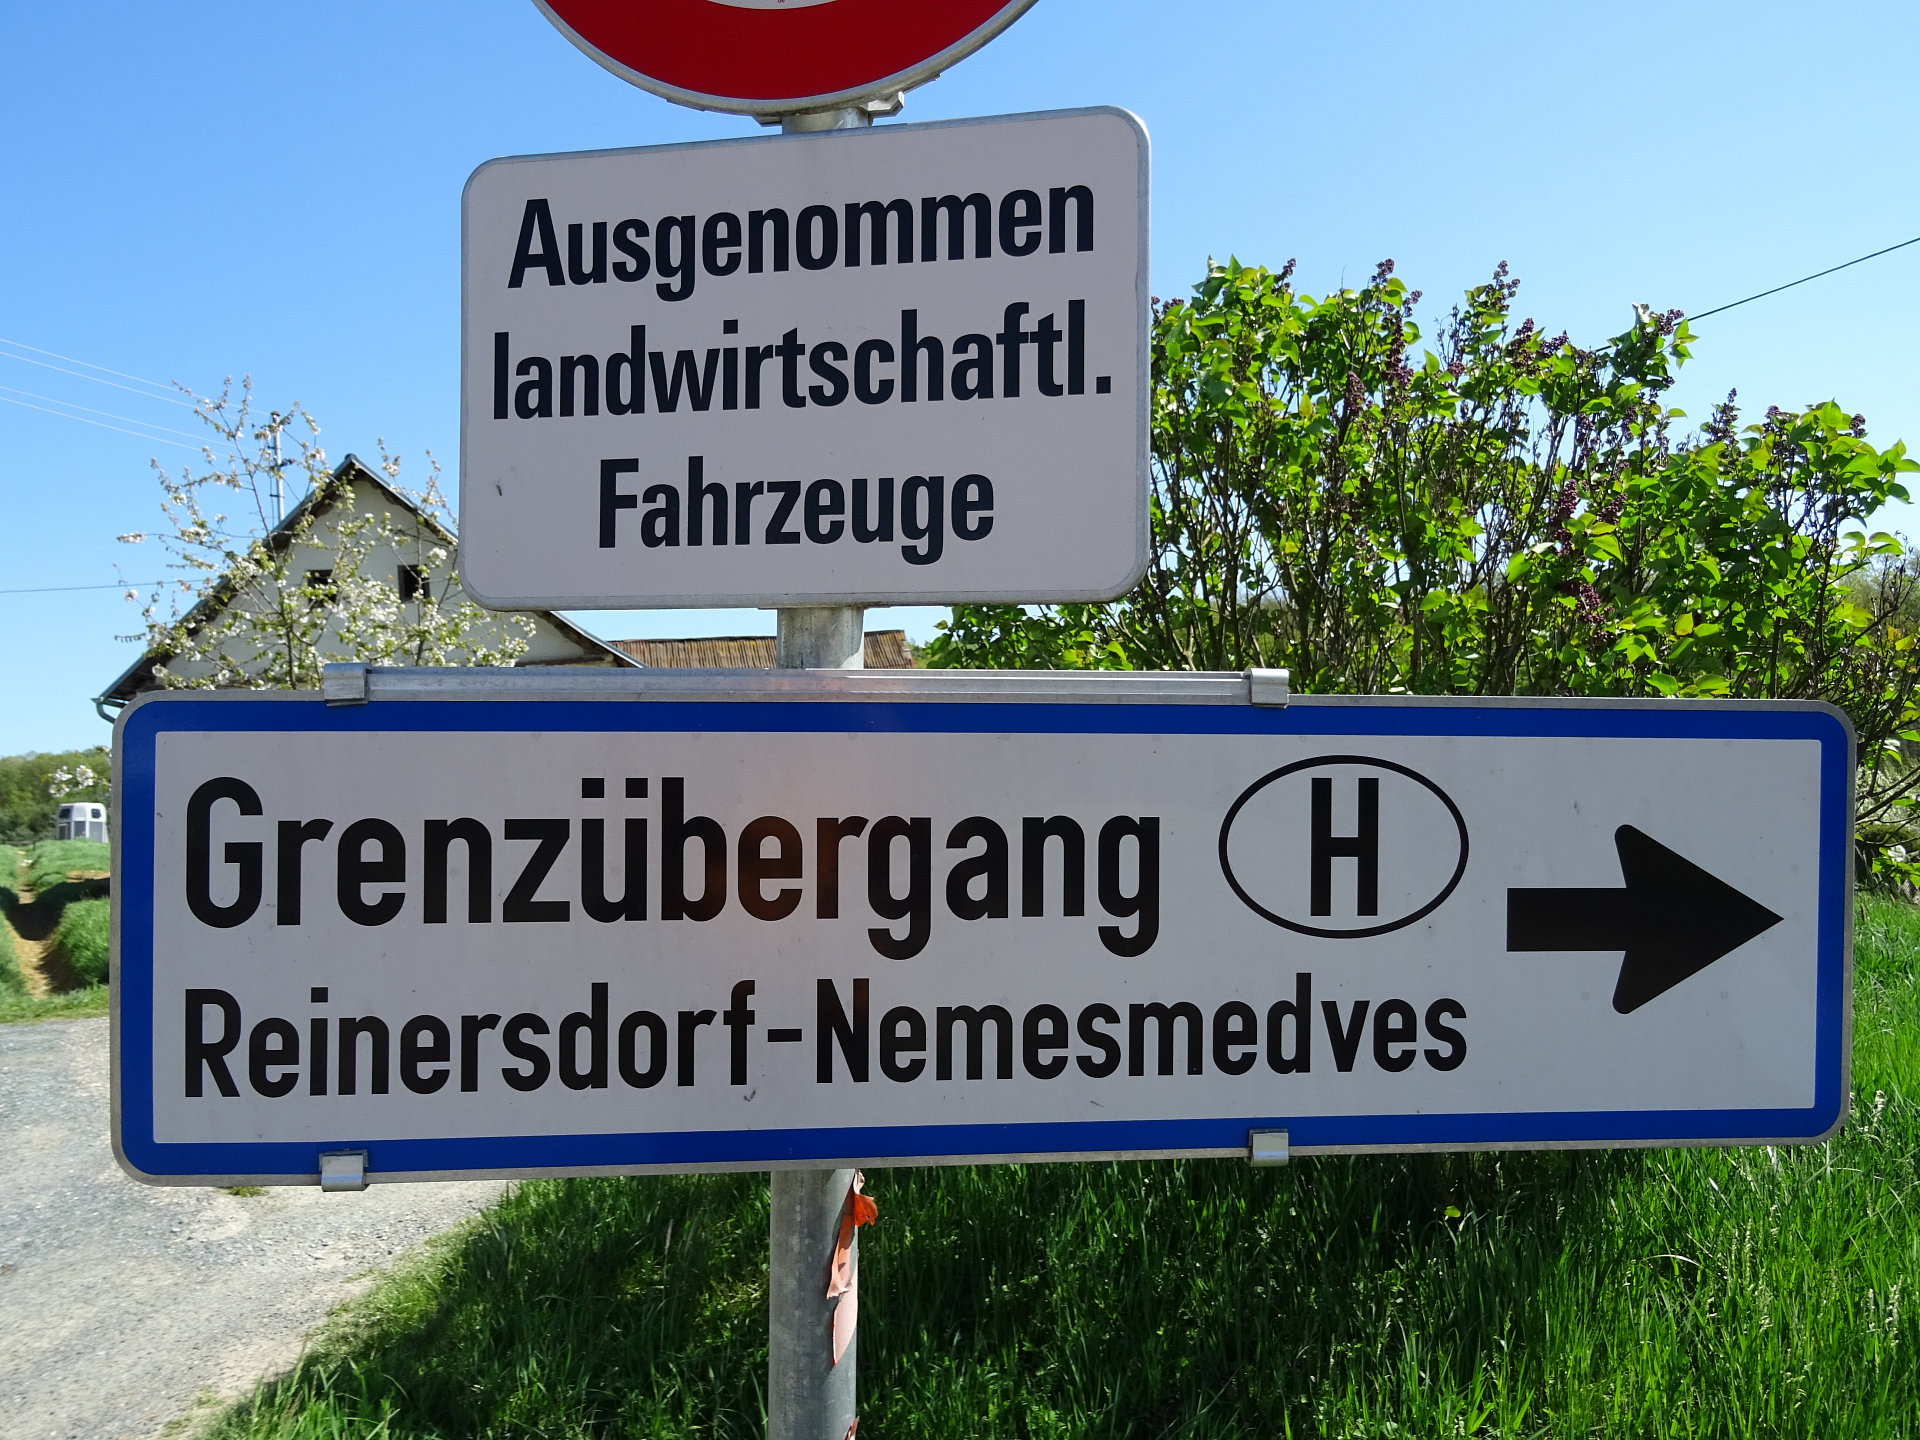 Ausgenommen
landwirtschaftl.
Fahrzeuge
Grenzübergang H
Reinersdorf-Nemesmedves